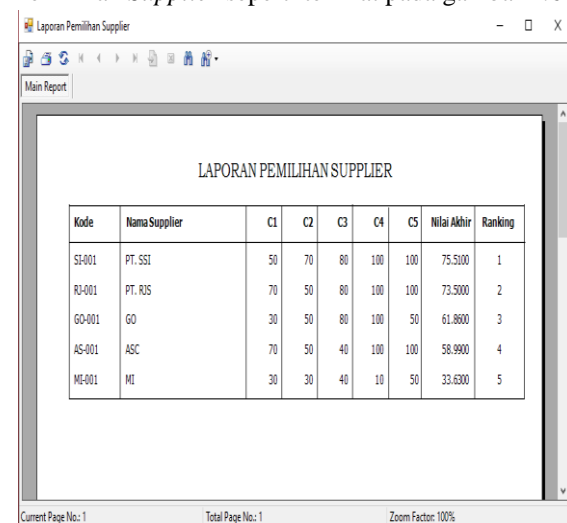 Laporan Pemilihan Supplier
Main Report
LAPORAN PEMILIHAN SUPPLIER
Kode Nama Supplier C1 C2 C3 C4 C5 Nilai Akhir Ranking
SI-001 PT. SSI 50 70 80 100 100 75.5100 1
RJ-001 PT. RJS 70 50 80 100 100 73.5000 2
GO-001 GO 30 50 80 100 50 61.8600 3
AS-001 ASC 70 50 40 100 100 58.9900 4
MI-001 MI 30 30 40 10 50 33.6300 5
Current Page No.: 1 Total Page No.: 1 Zoom Factor: 100%